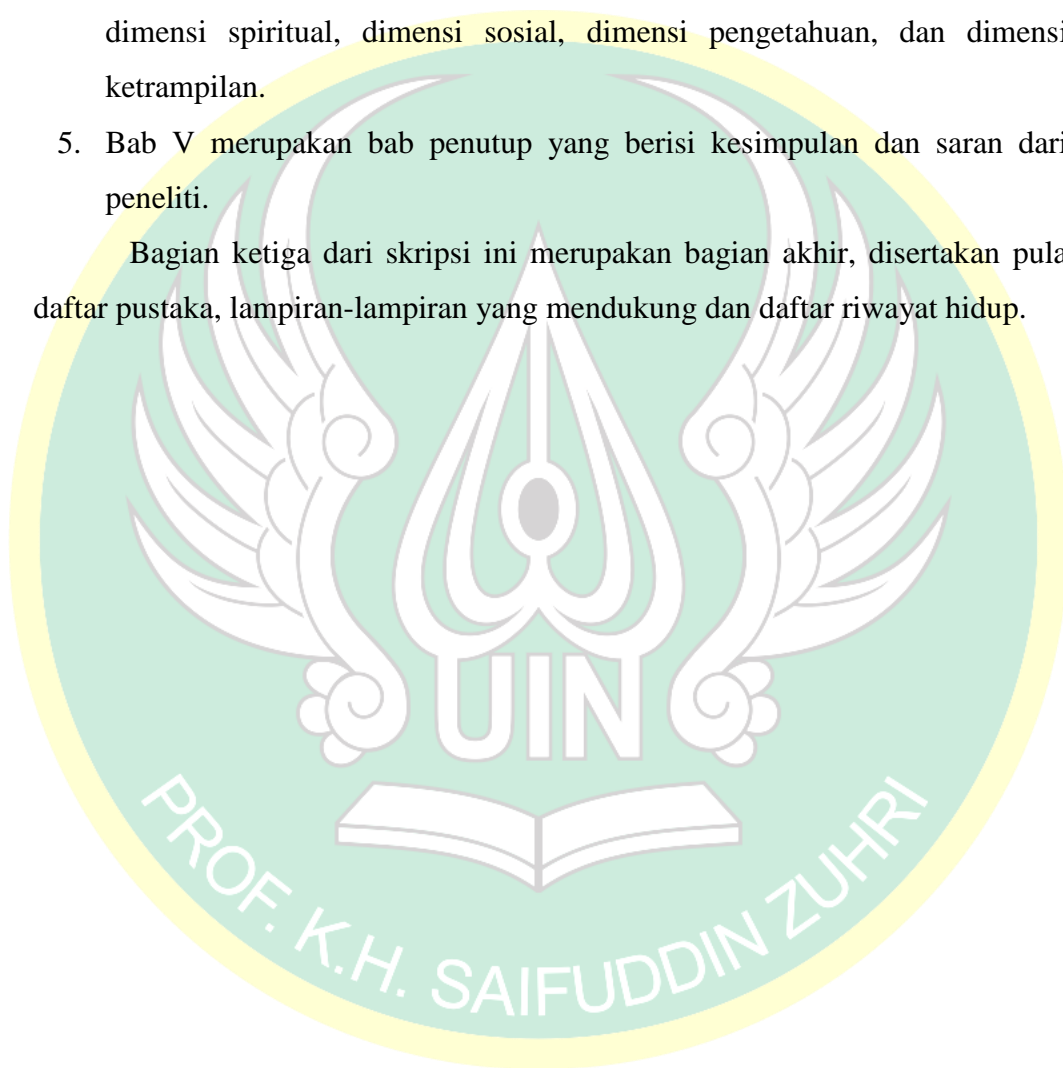 dimensi spiritual, dimensi sosial, dimensi pengetahuan, dan dimensi
ketrampilan.
5. Bab V merupakan bab penutup yang berisi kesimpulan dan saran dari
peneliti.
Bagian ketiga dari skripsi ini merupakan bagian akhir, disertakan pula
daftar pustaka, lampiran-lampiran yang mendukung dan daftar riwayat hidup.
UIN
PROF. K.H. SAIFUDDIN ZUHRI